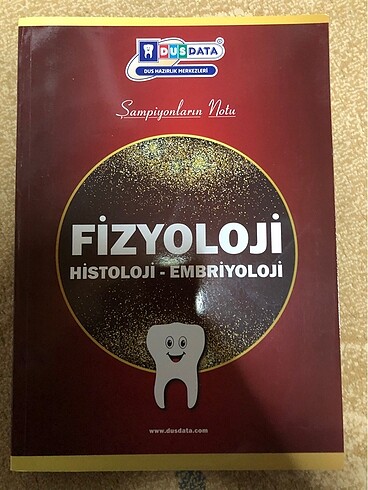 DUSDATA
DUS HAZIRLIK MERKEZLERİ
Şampiyonların Notu
FİZYOLOJİ
HİSTOLOJİ - EMBRİYOLOJİ
www.dusdata.com